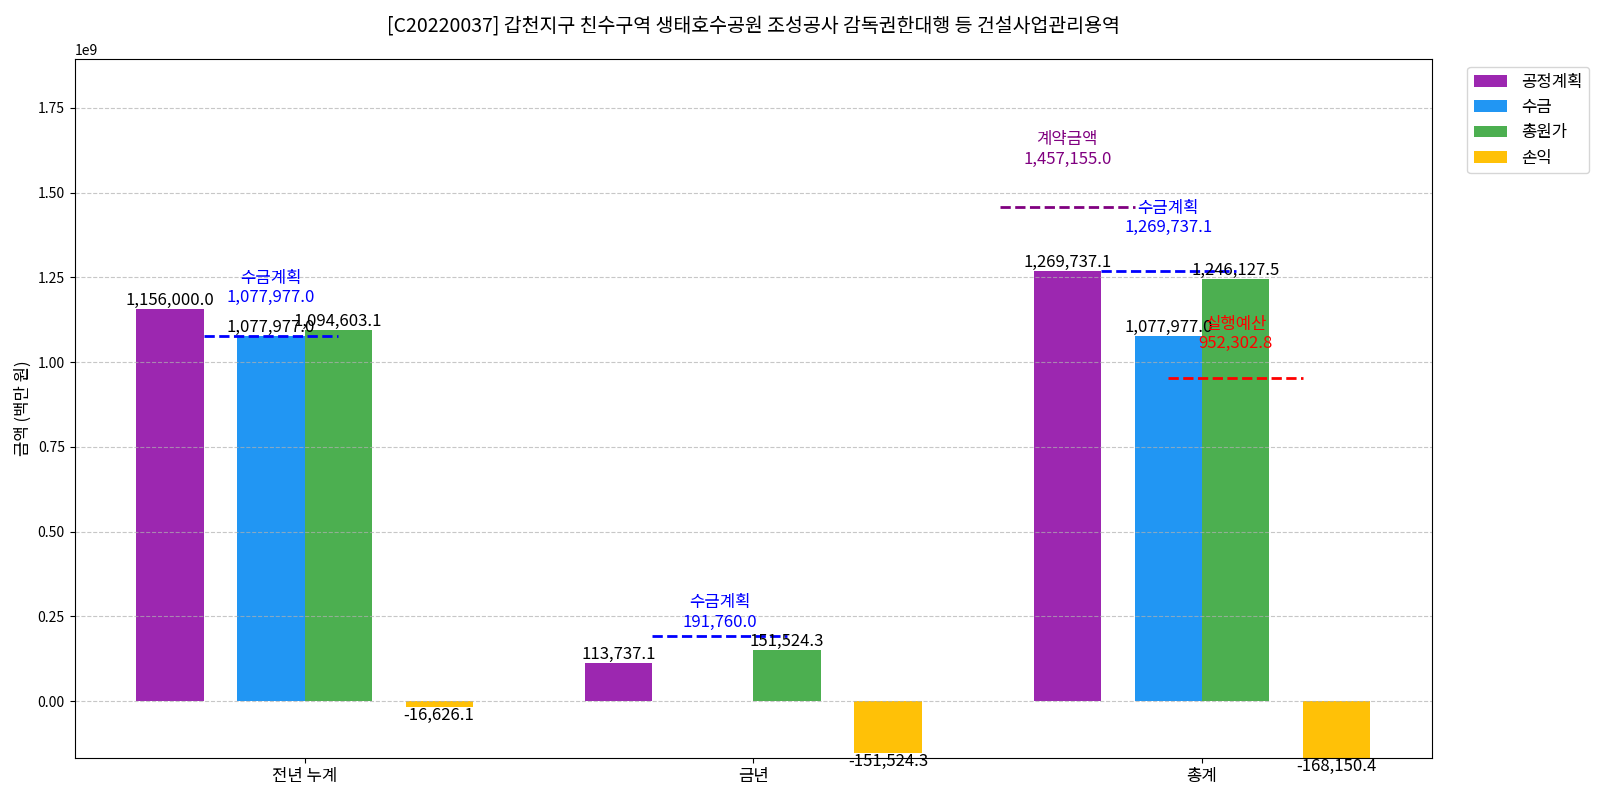 [C20220037] 갑천지구 친수구역 생태호수공원 조성공사 감독권한대행 등 건설사업관리용역
1e9
금액 (백만 원)
1.75
1.50
1.25
1.00
0.75
0.50
0.25
0.00
공정계획
수금
총원가
손익
1,156,000.0
수금계획
1,077,977.0
1,077,977.0
1,094,603.1
-16,626.1
113,737.1
수금계획
191,760.0
151,524.3
-151,524.3
계약금액
1,457,155.0
1,269,737.1
수금계획
1,269,737.1
1,077,977.0
1,246,127.5
실행예산
952,302.8
-168,150.4
전년 누계
금년
총계